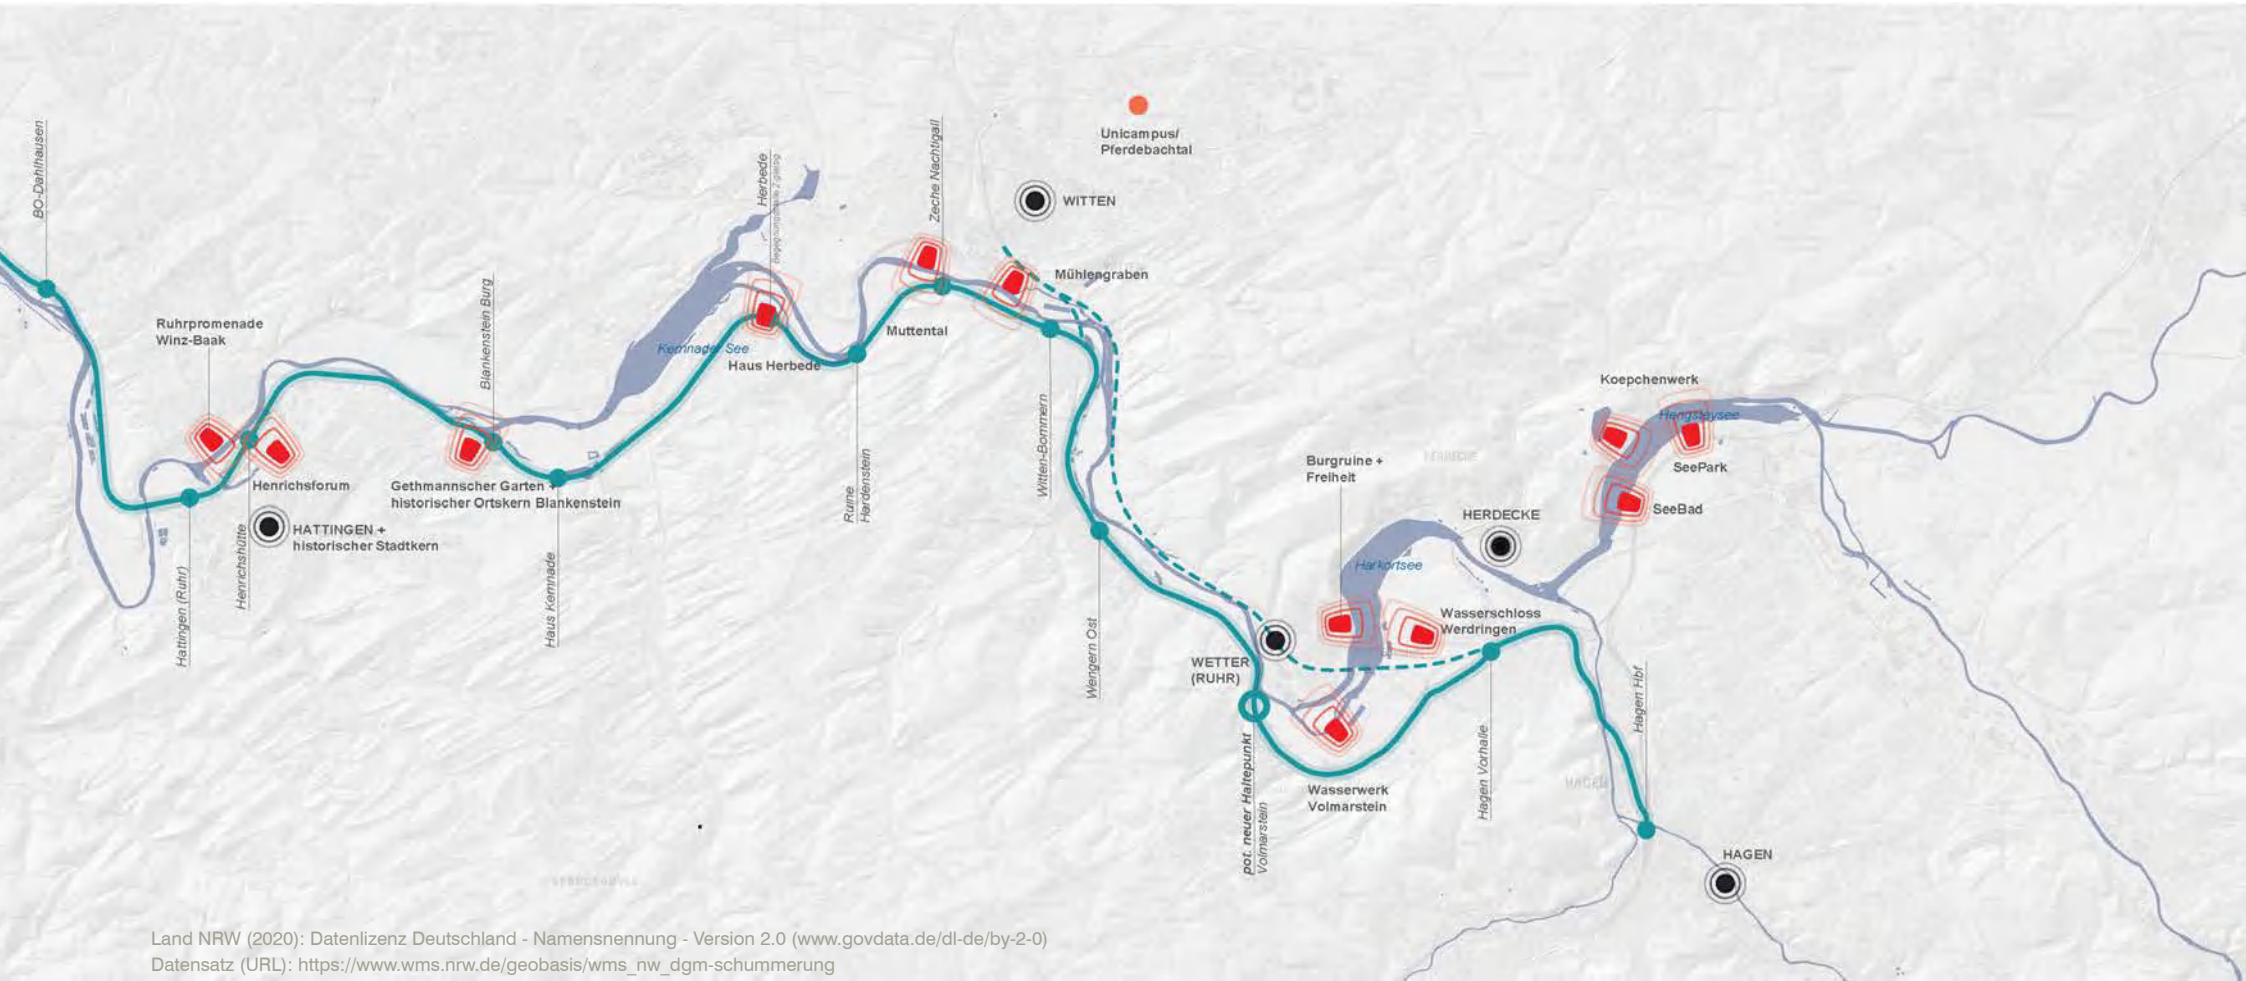 BO-Dahlhausen
Ruhrpromenade
Winz-Baak
Blankenstein Burg
Herbede
Zeche Nachtigall
Unicampus/
Pferdebachtal
WITTEN
Mühlengraben
Muttental
Kemnader See
Haus Herbede
Henrichsforum
Gethmannscher Garten +
historischer Ortskern Blankenstein
HATTINGEN +
historischer Stadtkern
Hattingen (Ruhr)
Henrichshütte
Haus Kemnade
Ruine
Hardenstein
Witten-Bommern
Wengern Ost
Burgruine +
Freiheit
HERDECKE
Koepchenwerk
Hengsteysee
SeePark
SeeBad
HERDECKE
Harkortsee
Wasserschloss
Werdringen
WETTER
(RUHR)
pot. neuer Haltepunkt
Volmarstein
Wasserwerk
Volmarstein
Hagen Vorhalle
Hagen Hbf
HAGEN
HAGEN
Land NRW (2020): Datenlizenz Deutschland - Namensnennung - Version 2.0 (www.govdata.de/dl-de/by-2-0)
Datensatz (URL): https://www.wms.nrw.de/geobasis/wms_nw_dgm-schummerung